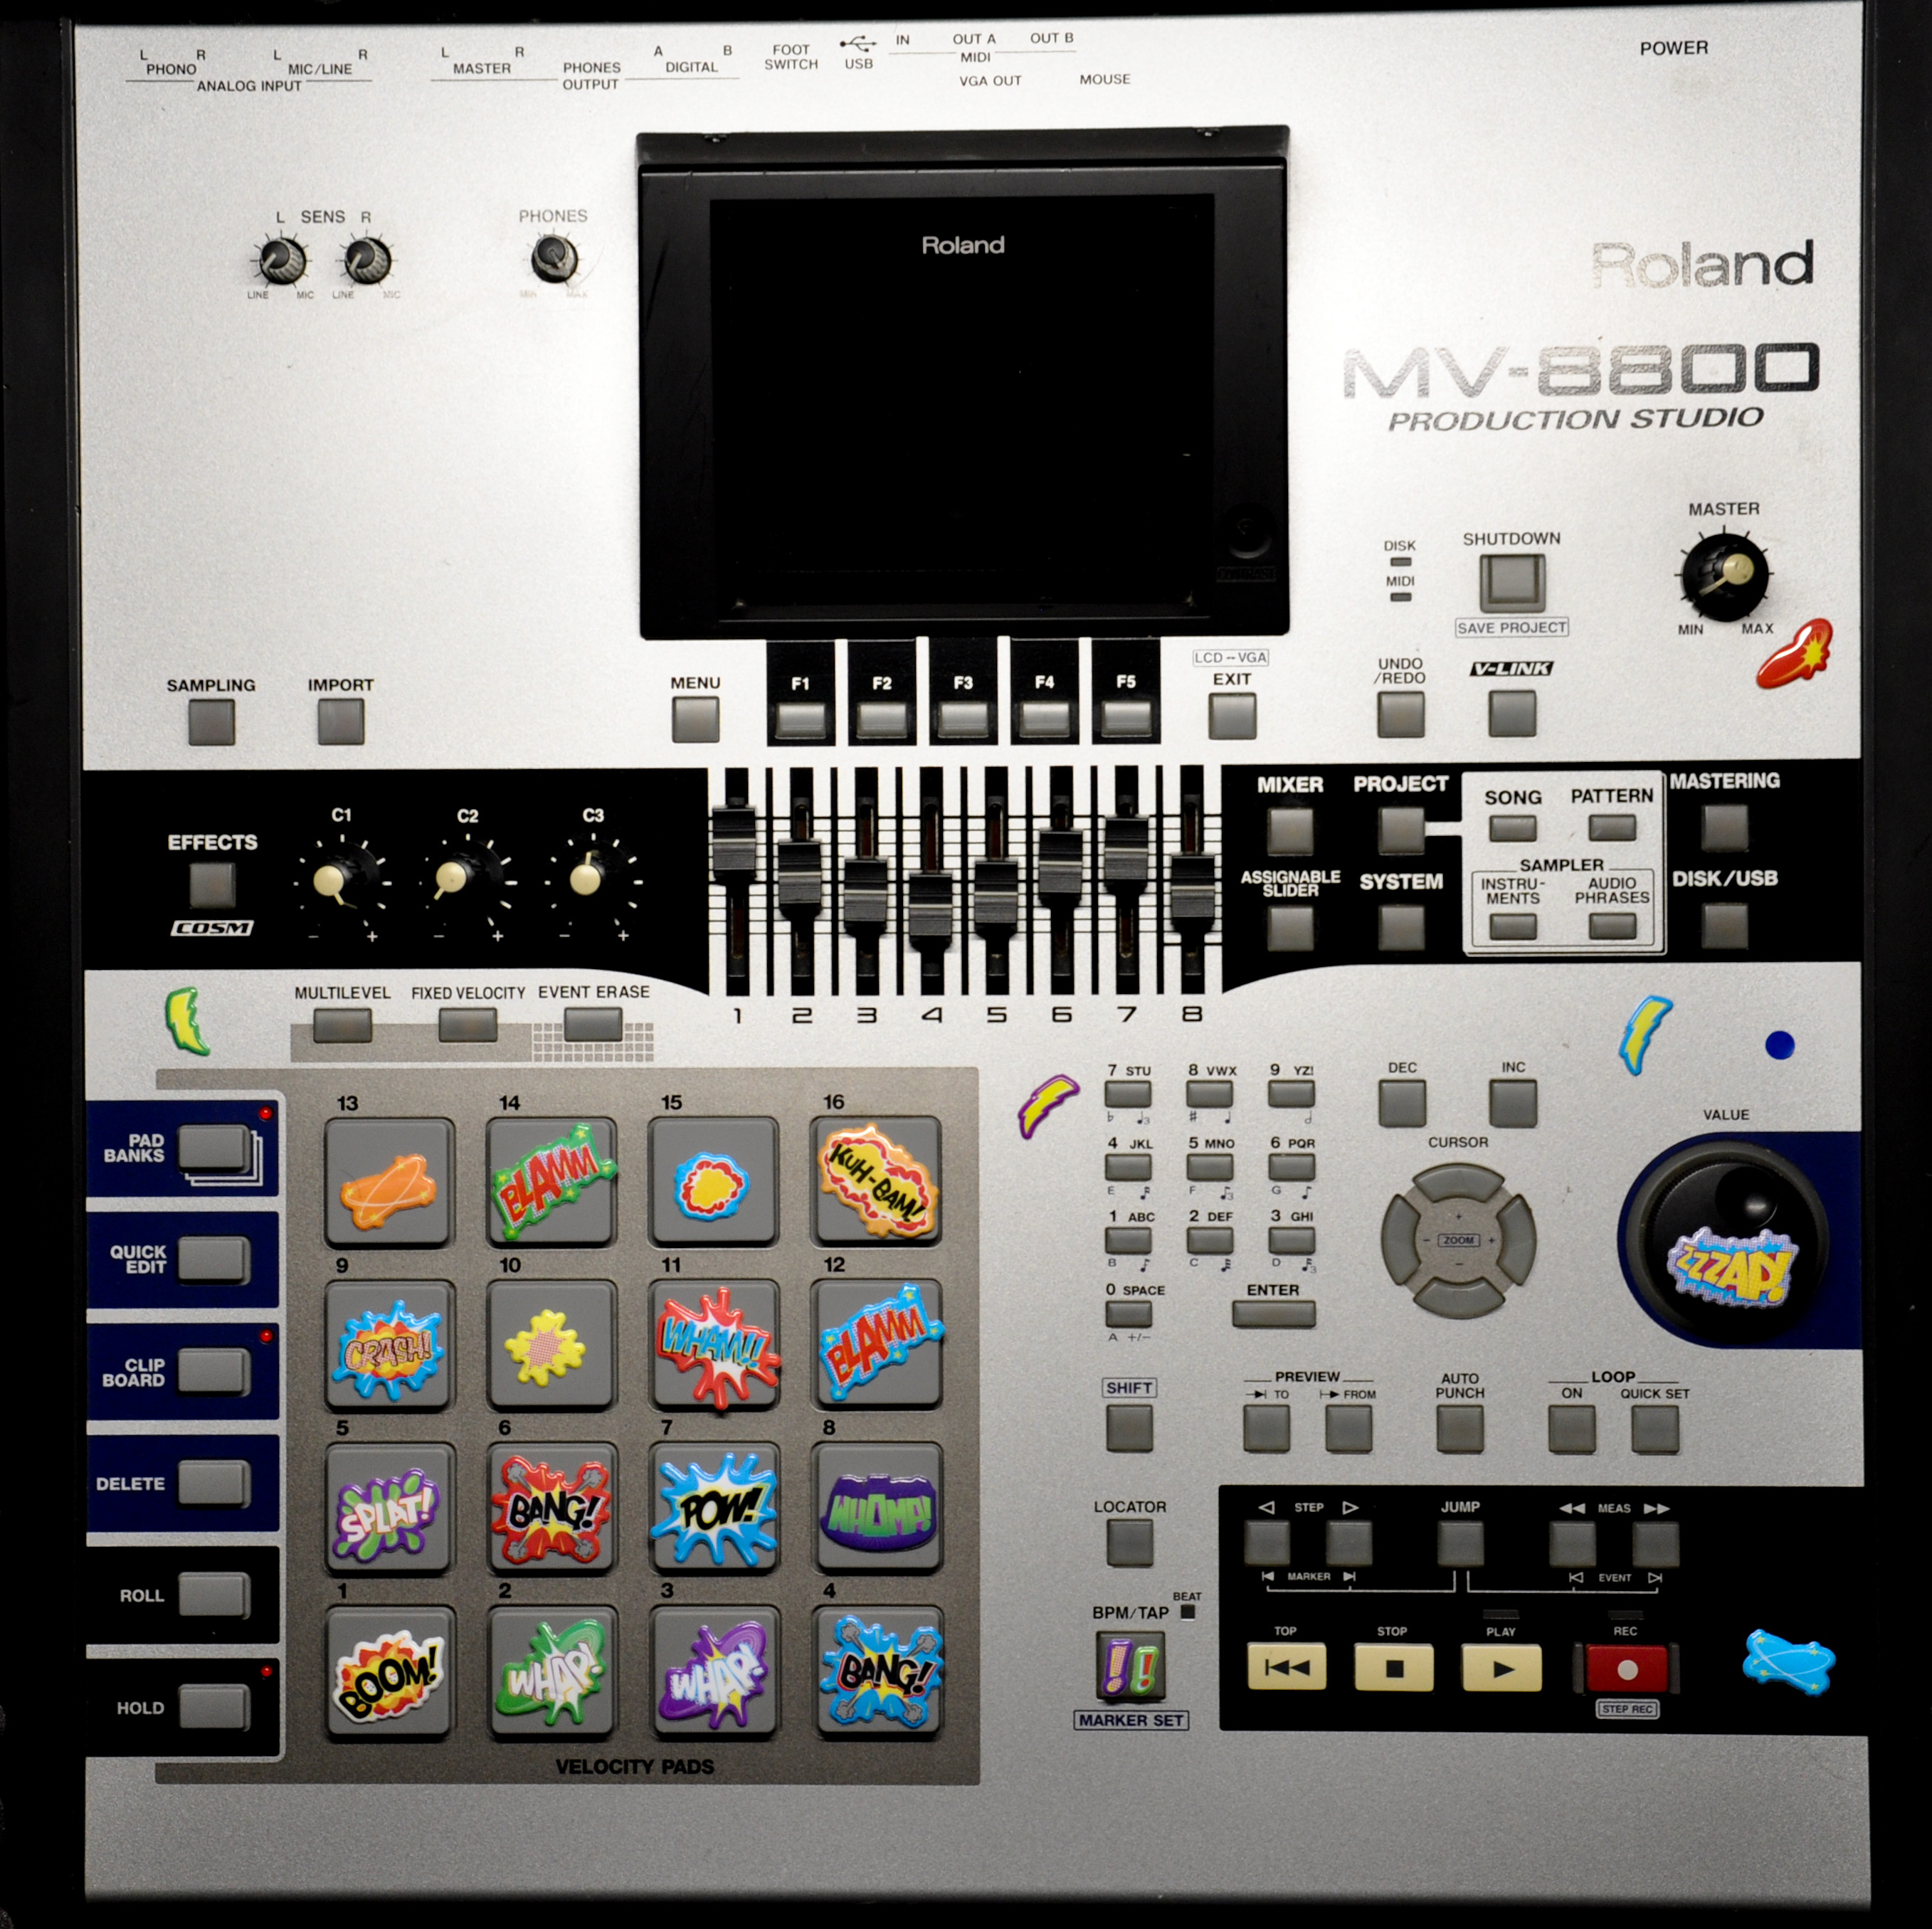 L R L R L R A B FOOT SWITCH USB IN OUT A OUT B
PHONO MIC/LINE MASTER PHONES DIGITAL MIDI
ANALOG INPUT OUTPUT VGA OUT MOUSE
POWER
L SENS R PHONES
LINE MIC LINE MIC MIN MAX
Roland
Roland
MV-8800
PRODUCTION STUDIO
MASTER
MIN MAX
DISK
MIDI
SHUTDOWN
SAVE PROJECT
SAMPLING IMPORT
MENU F1 F2 F3 F4 F5
LCD↔VGA
EXIT
UNDO
/REDO
V-LINK
EFFECTS
COSM
C1 C2 C3
- + - + - +
1 2 3 4 5 6 7 8
MIXER PROJECT
SONG PATTERN
MASTERING
ASSIGNABLE
SLIDER
SYSTEM
SAMPLER
INSTRU-
MENTS
AUDIO
PHRASES
DISK/USB
MULTILEVEL FIXED VELOCITY EVENT ERASE
PAD
BANKS
QUICK
EDIT
CLIP
BOARD
DELETE
ROLL
HOLD
13 14 15 16
BLAMM
KUH-BAM!
9 10 11 12
CRASH!
WHAM!!
BLAMM
5 6 7 8
SPLAT!
BANG!
POW!
WHOMP!
1 2 3 4
BOOM!
WHAP!
WHAP!
BANG!
VELOCITY PADS
7 STU 8 VWX 9 YZ!
♭ ♯
4 JKL 5 MNO 6 PQR
E F G
1 ABC 2 DEF 3 GHI
B C D
0 SPACE ENTER
A +/−
DEC INC
CURSOR
+
− ZOOM +
−
VALUE
ZZZAP!
SHIFT
PREVIEW
TO FROM
AUTO
PUNCH
LOOP
ON QUICK SET
LOCATOR
STEP JUMP MEAS
MARKER EVENT
BEAT
BPM/TAP
!!
MARKER SET
TOP STOP PLAY REC
STEP REC